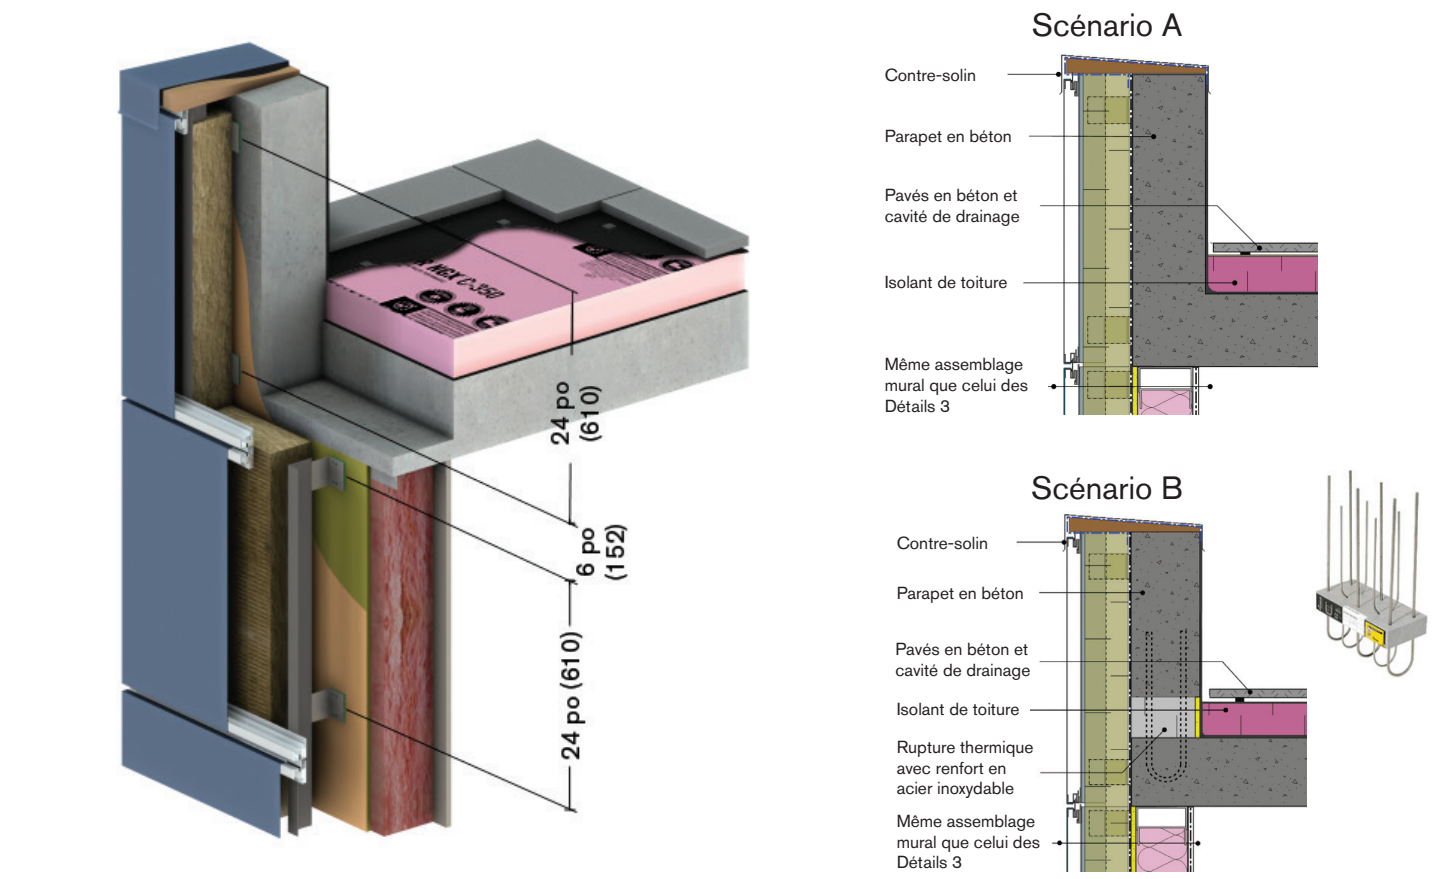 R NGX C-350
24 po
(610)
6 po
(152)
24 po (610)
Scénario A
Contre-solin
Parapet en béton
Pavés en béton et
cavité de drainage
Isolant de toiture
Même assemblage
mural que celui des
Détails 3
Scénario B
Contre-solin
Parapet en béton
Pavés en béton et
cavité de drainage
Isolant de toiture
Rupture thermique
avec renfort en
acier inoxydable
Même assemblage
mural que celui des
Détails 3